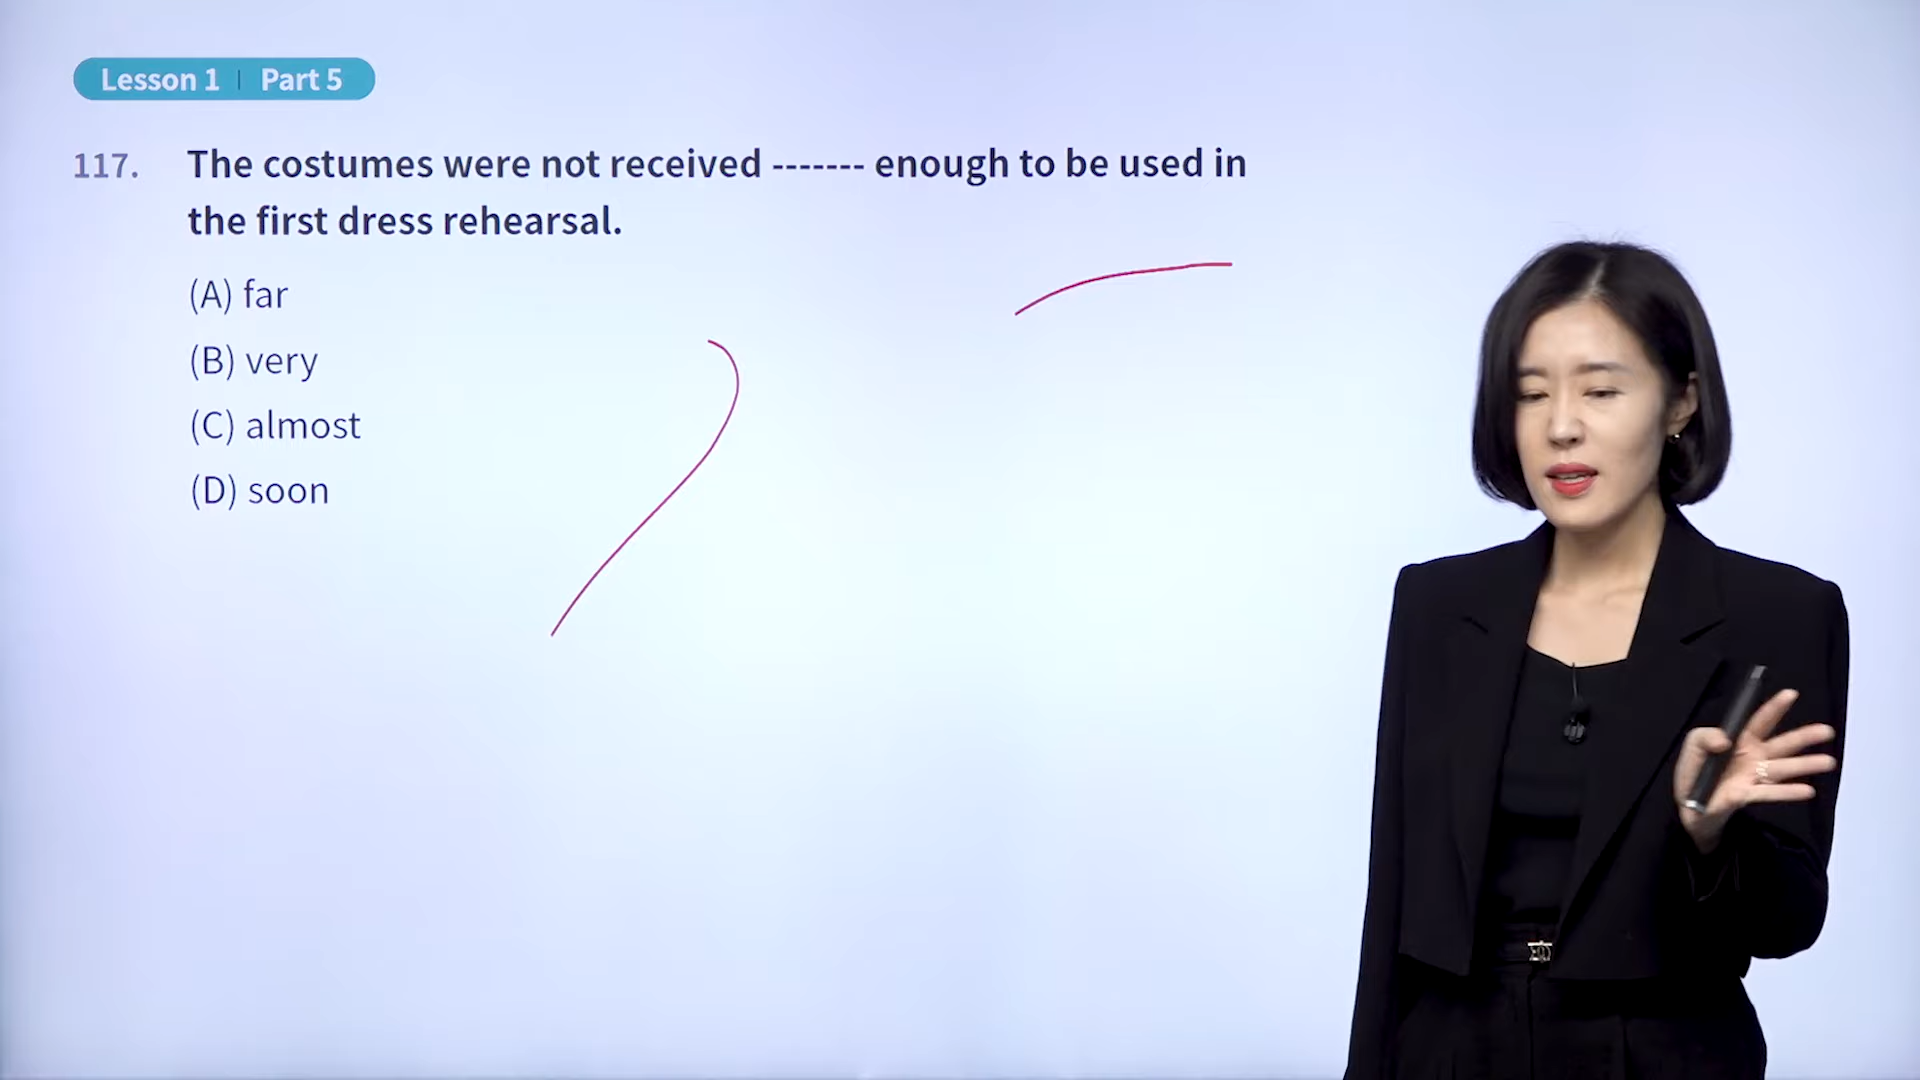 Lesson 1 | Part 5
117. The costumes were not received ------- enough to be used in
the first dress rehearsal.
(A) far
(B) very
(C) almost
(D) soon